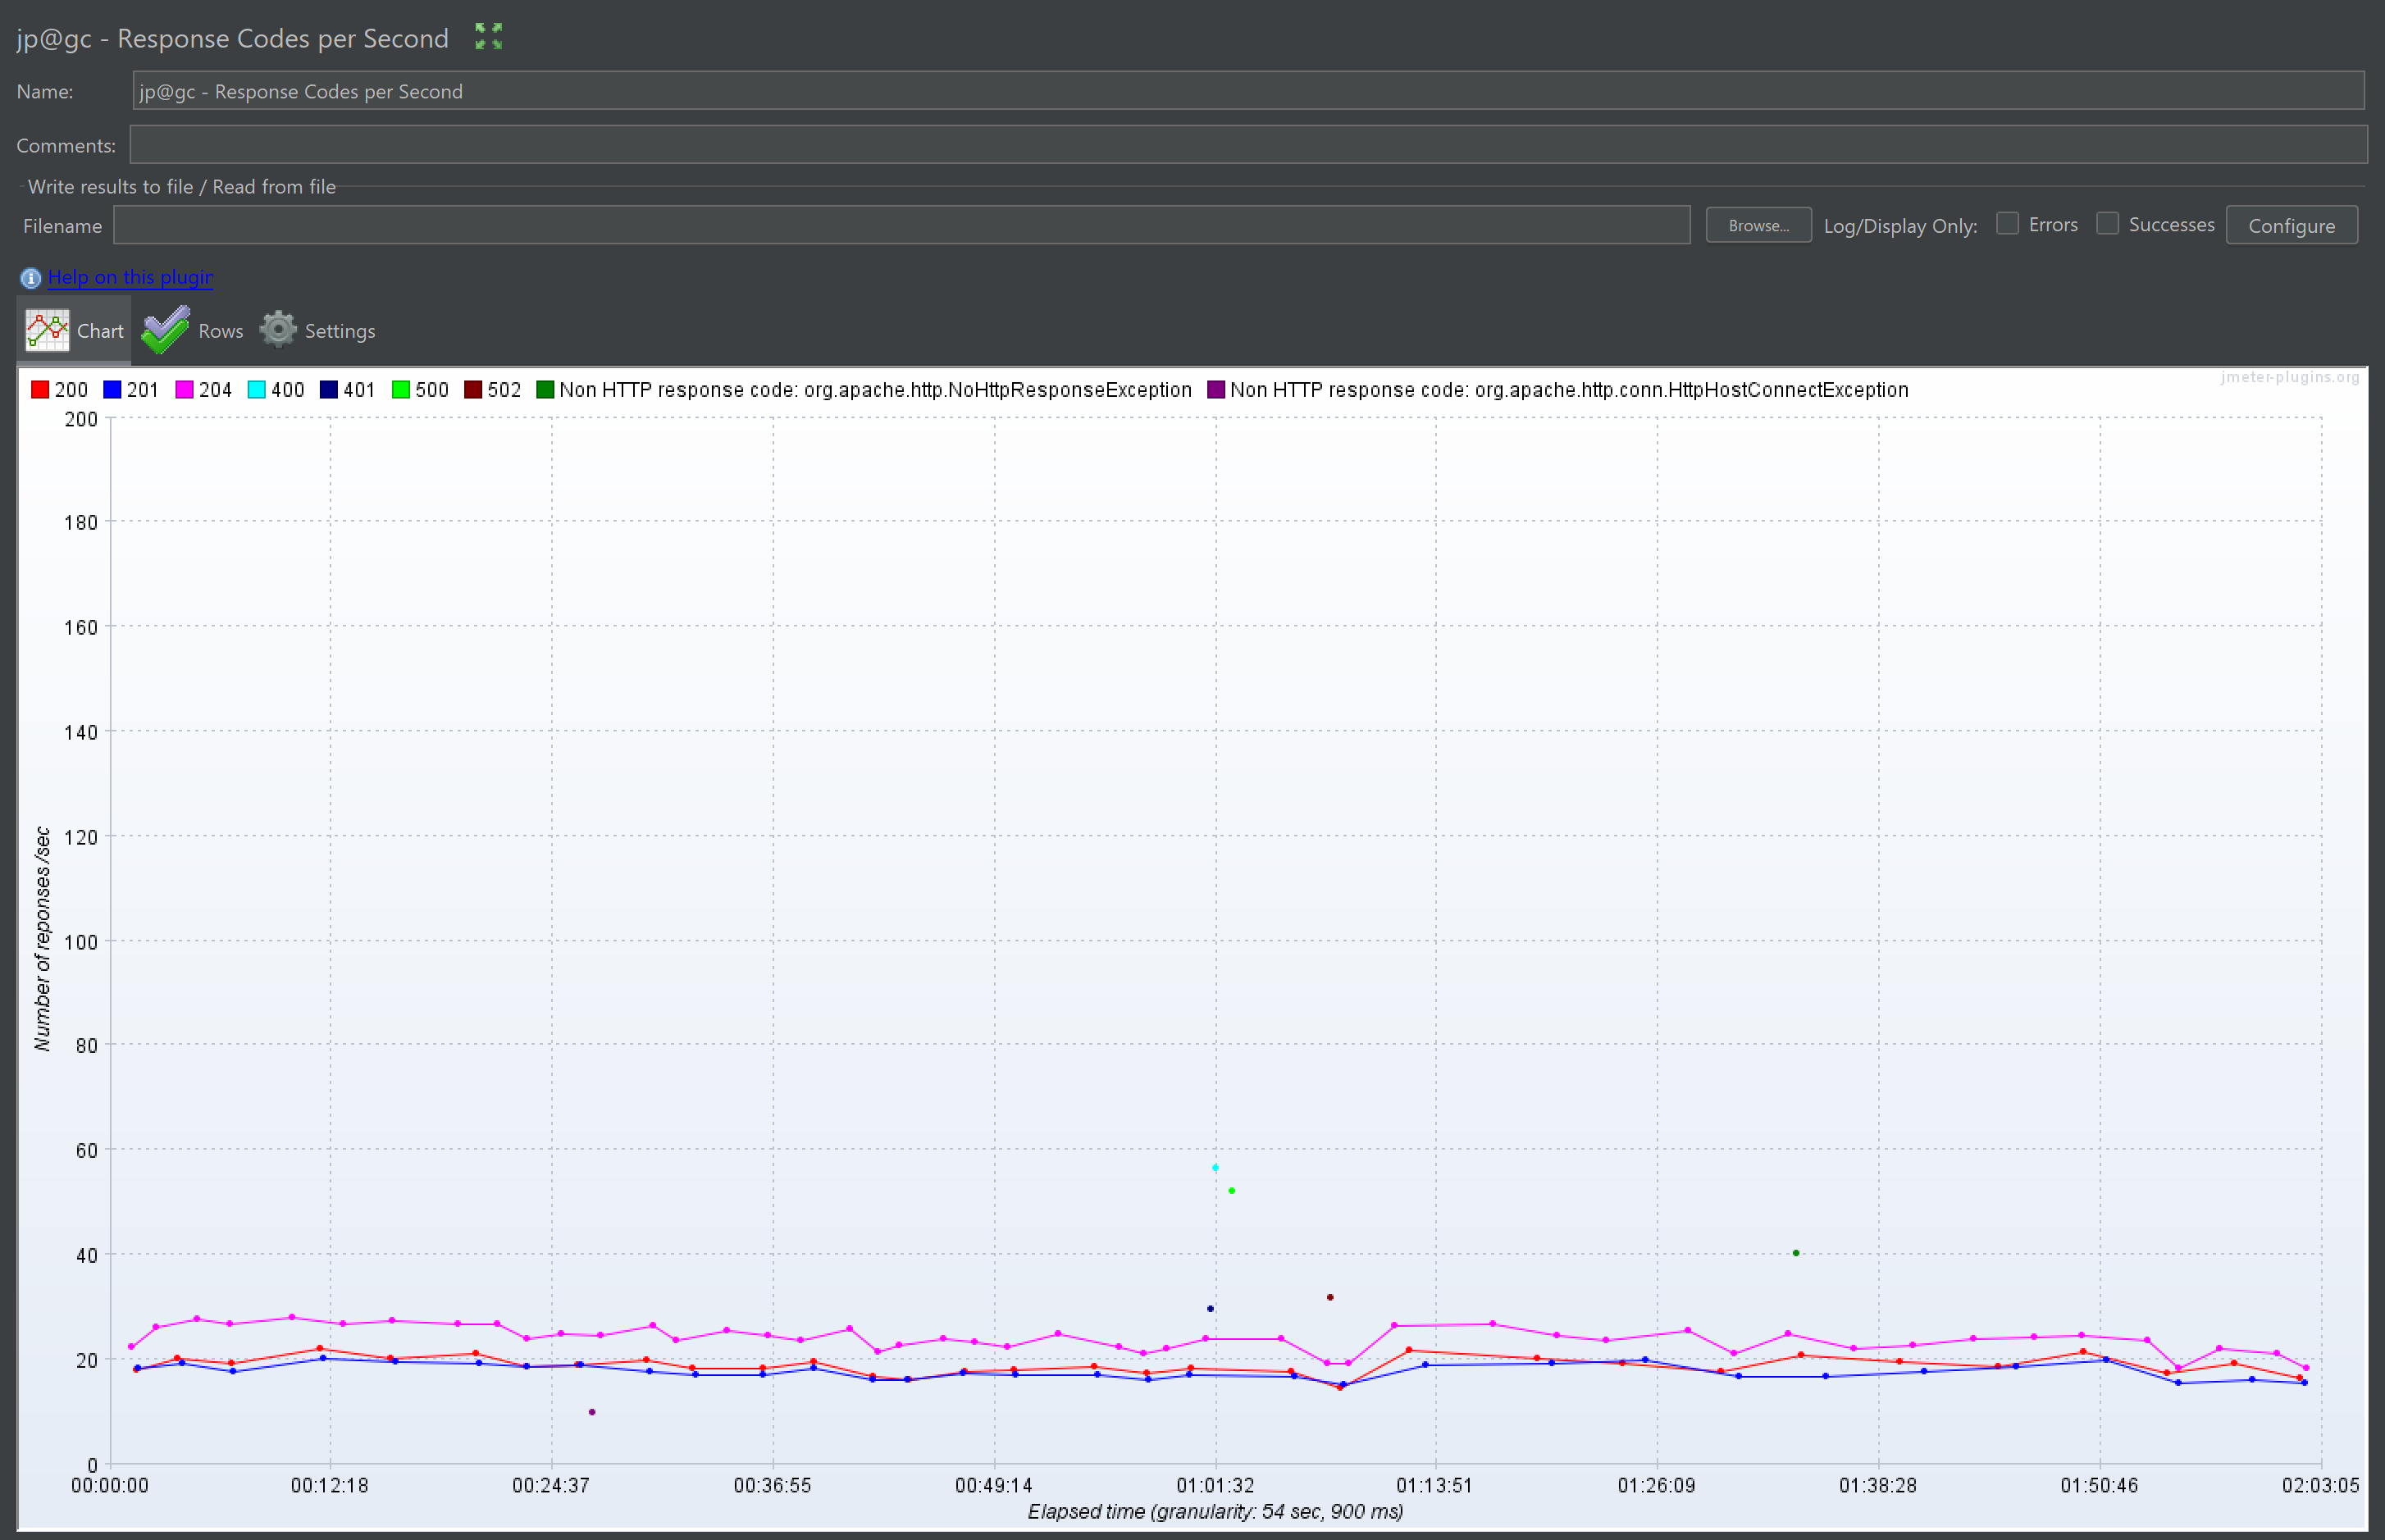 jp@gc - Response Codes per Second
Name: jp@gc - Response Codes per Second
Comments:
Write results to file / Read from file
Filename Browse... Log/Display Only: Errors Successes Configure
Help on this plugin
Chart Rows Settings
jmeter-plugins.org
200 201 204 400 401 500 502 Non HTTP response code: org.apache.http.NoHttpResponseException Non HTTP response code: org.apache.http.conn.HttpHostConnectException
200
180
160
140
120
100
80
60
40
20
0
Number of reponses /sec
00:00:00 00:12:18 00:24:37 00:36:55 00:49:14 01:01:32 01:13:51 01:26:09 01:38:28 01:50:46 02:03:05
Elapsed time (granularity: 54 sec, 900 ms)